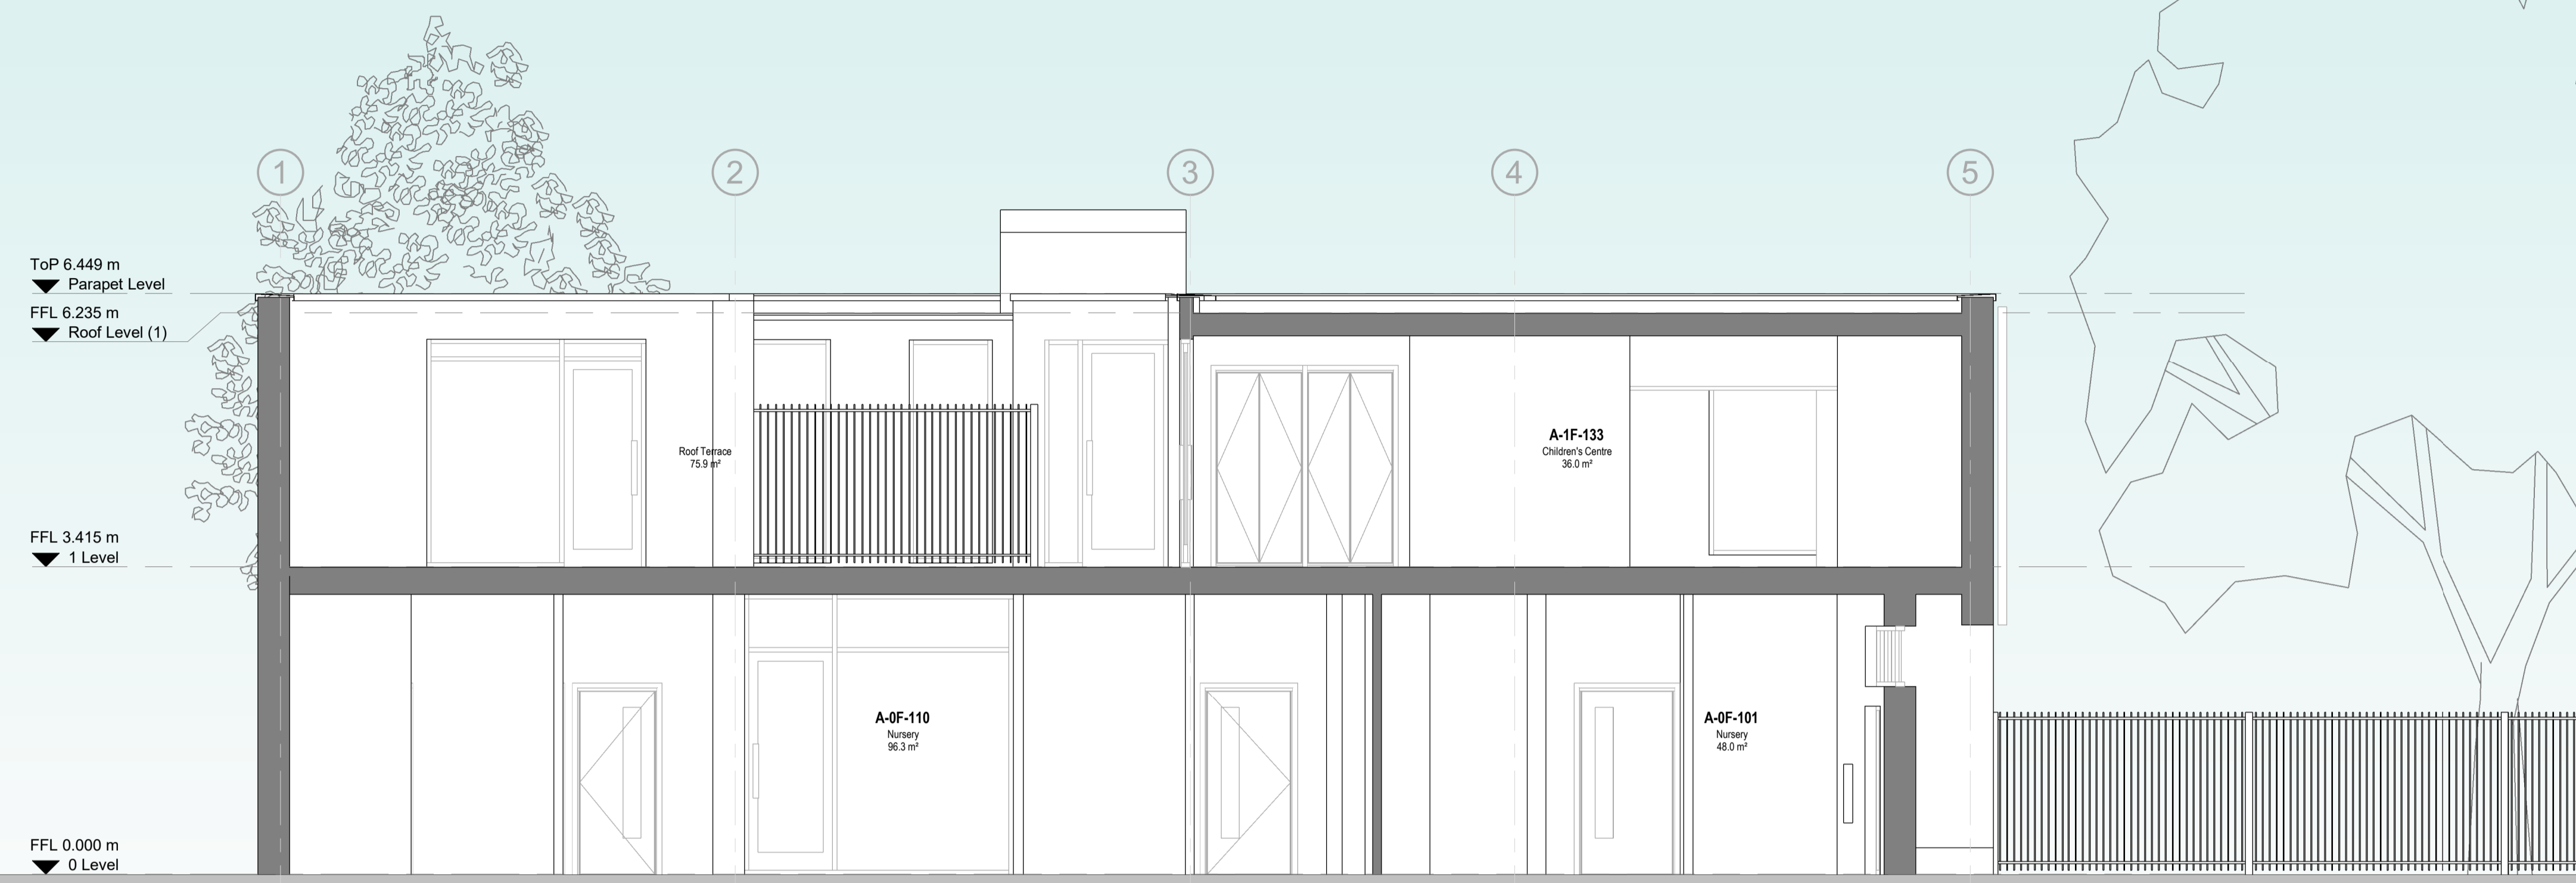 1
2
3
4
5
ToP 6.449 m
Parapet Level
FFL 6.235 m
Roof Level (1)
Roof Terrace
75.9 m²
A-1F-133
Children's Centre
36.0 m²
FFL 3.415 m
1 Level
A-0F-110
Nursery
96.3 m²
A-0F-101
Nursery
48.0 m²
FFL 0.000 m
0 Level